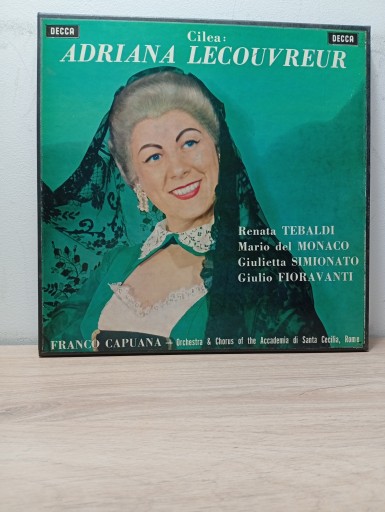 DECCA
Cilea:
DECCA
ADRIANA LECOUVREUR
Renata TEBALDI
Mario del MONACO
Giulietta SIMIONATO
Giulio FIORAVANTI
FRANCO CAPUANA — Orchestra & Chorus of the Accademia di Santa Cecilia, Rome